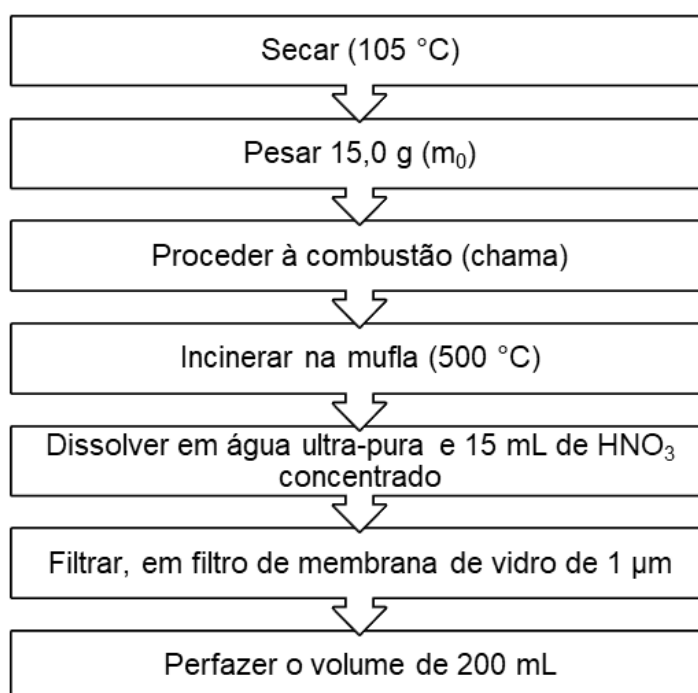 Secar (105 °C)
Pesar 15,0 g (m₀)
Proceder à combustão (chama)
Incinerar na mufla (500 °C)
Dissolver em água ultra-pura e 15 mL de HNO₃
concentrado
Filtrar, em filtro de membrana de vidro de 1 µm
Perfazer o volume de 200 mL